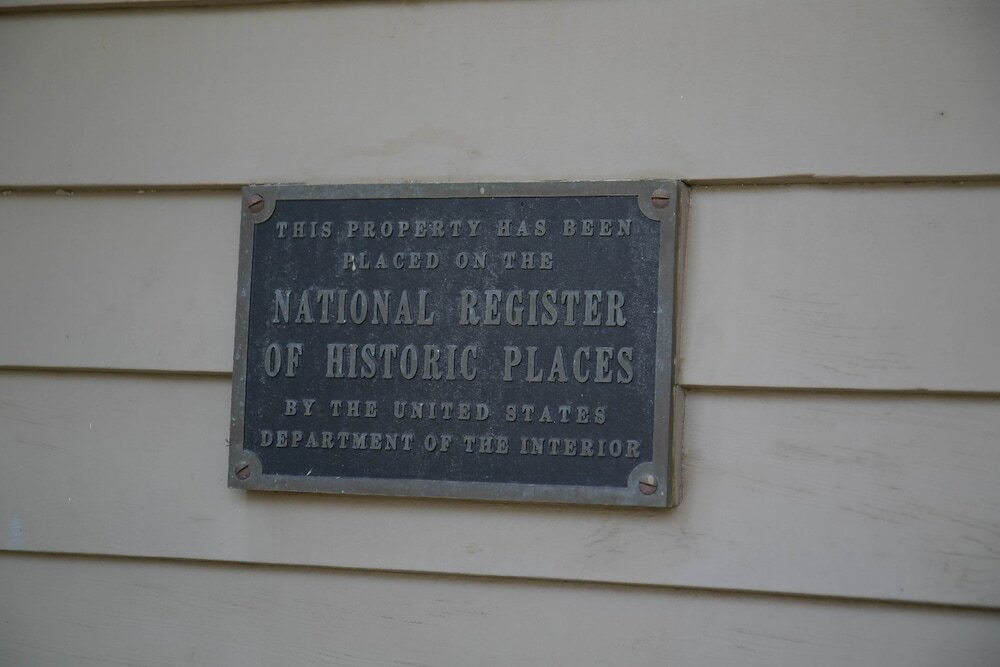 THIS PROPERTY HAS BEEN
PLACED ON THE
NATIONAL REGISTER
OF HISTORIC PLACES
BY THE UNITED STATES
DEPARTMENT OF THE INTERIOR